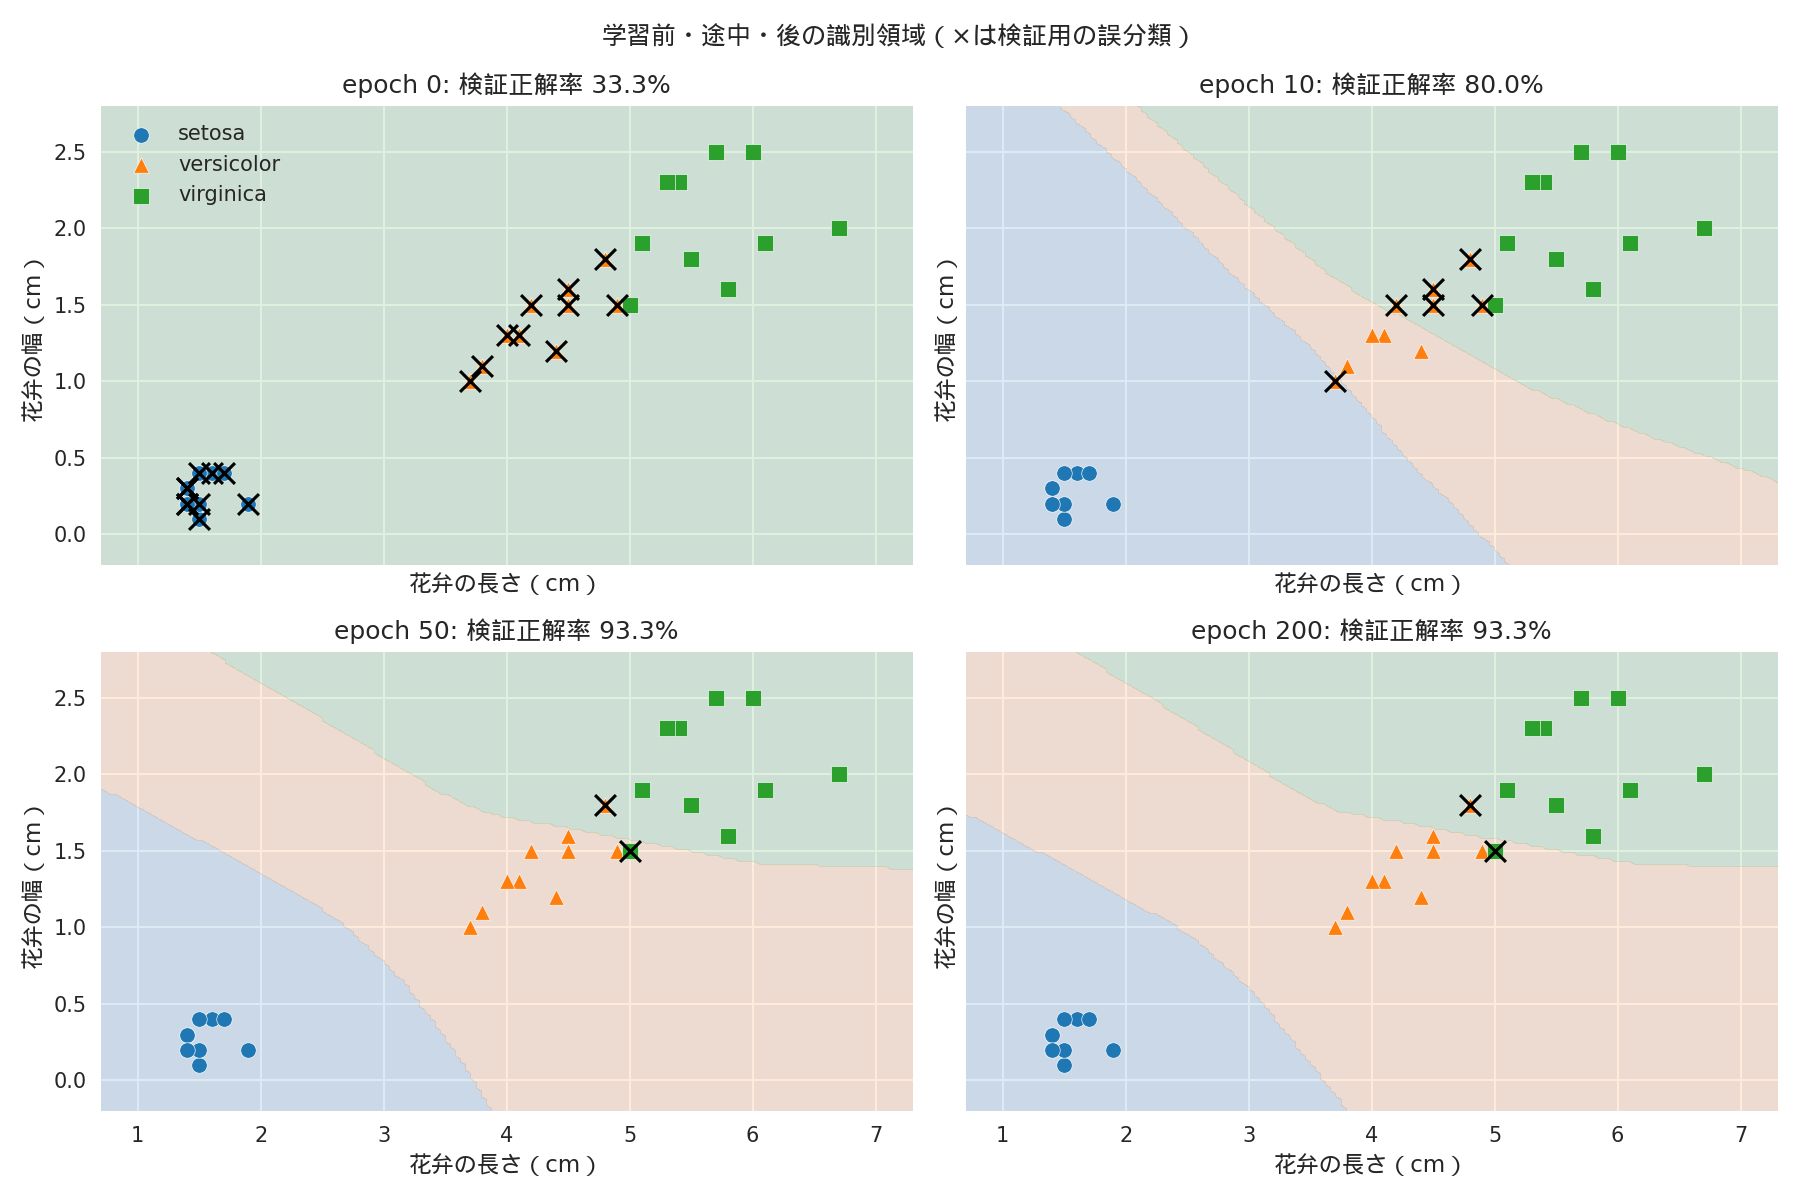 学習前・途中・後の識別領域（×は検証用の誤分類）
epoch 0: 検証正解率 33.3%
setosa
versicolor
virginica
2.5
2.0
1.5
1.0
0.5
0.0
花弁の幅（cm）
花弁の長さ（cm）
epoch 10: 検証正解率 80.0%
花弁の幅（cm）
花弁の長さ（cm）
epoch 50: 検証正解率 93.3%
2.5
2.0
1.5
1.0
0.5
0.0
花弁の幅（cm）
1 2 3 4 5 6 7
花弁の長さ（cm）
epoch 200: 検証正解率 93.3%
花弁の幅（cm）
1 2 3 4 5 6 7
花弁の長さ（cm）